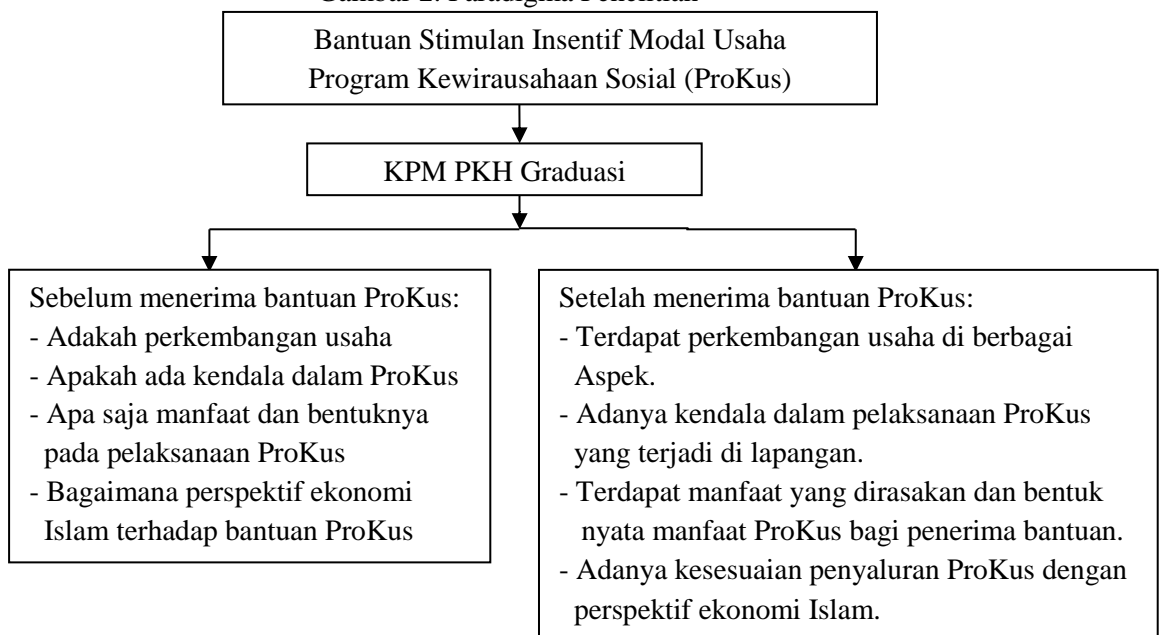 Bantuan Stimulan Insentif Modal Usaha
Program Kewirausahaan Sosial (ProKus)
KPM PKH Graduasi
Sebelum menerima bantuan ProKus:
- Adakah perkembangan usaha
- Apakah ada kendala dalam ProKus
- Apa saja manfaat dan bentuknya
pada pelaksanaan ProKus
- Bagaimana perspektif ekonomi
Islam terhadap bantuan ProKus
Setelah menerima bantuan ProKus:
- Terdapat perkembangan usaha di berbagai
Aspek.
- Adanya kendala dalam pelaksanaan ProKus
yang terjadi di lapangan.
- Terdapat manfaat yang dirasakan dan bentuk
nyata manfaat ProKus bagi penerima bantuan.
- Adanya kesesuaian penyaluran ProKus dengan
perspektif ekonomi Islam.